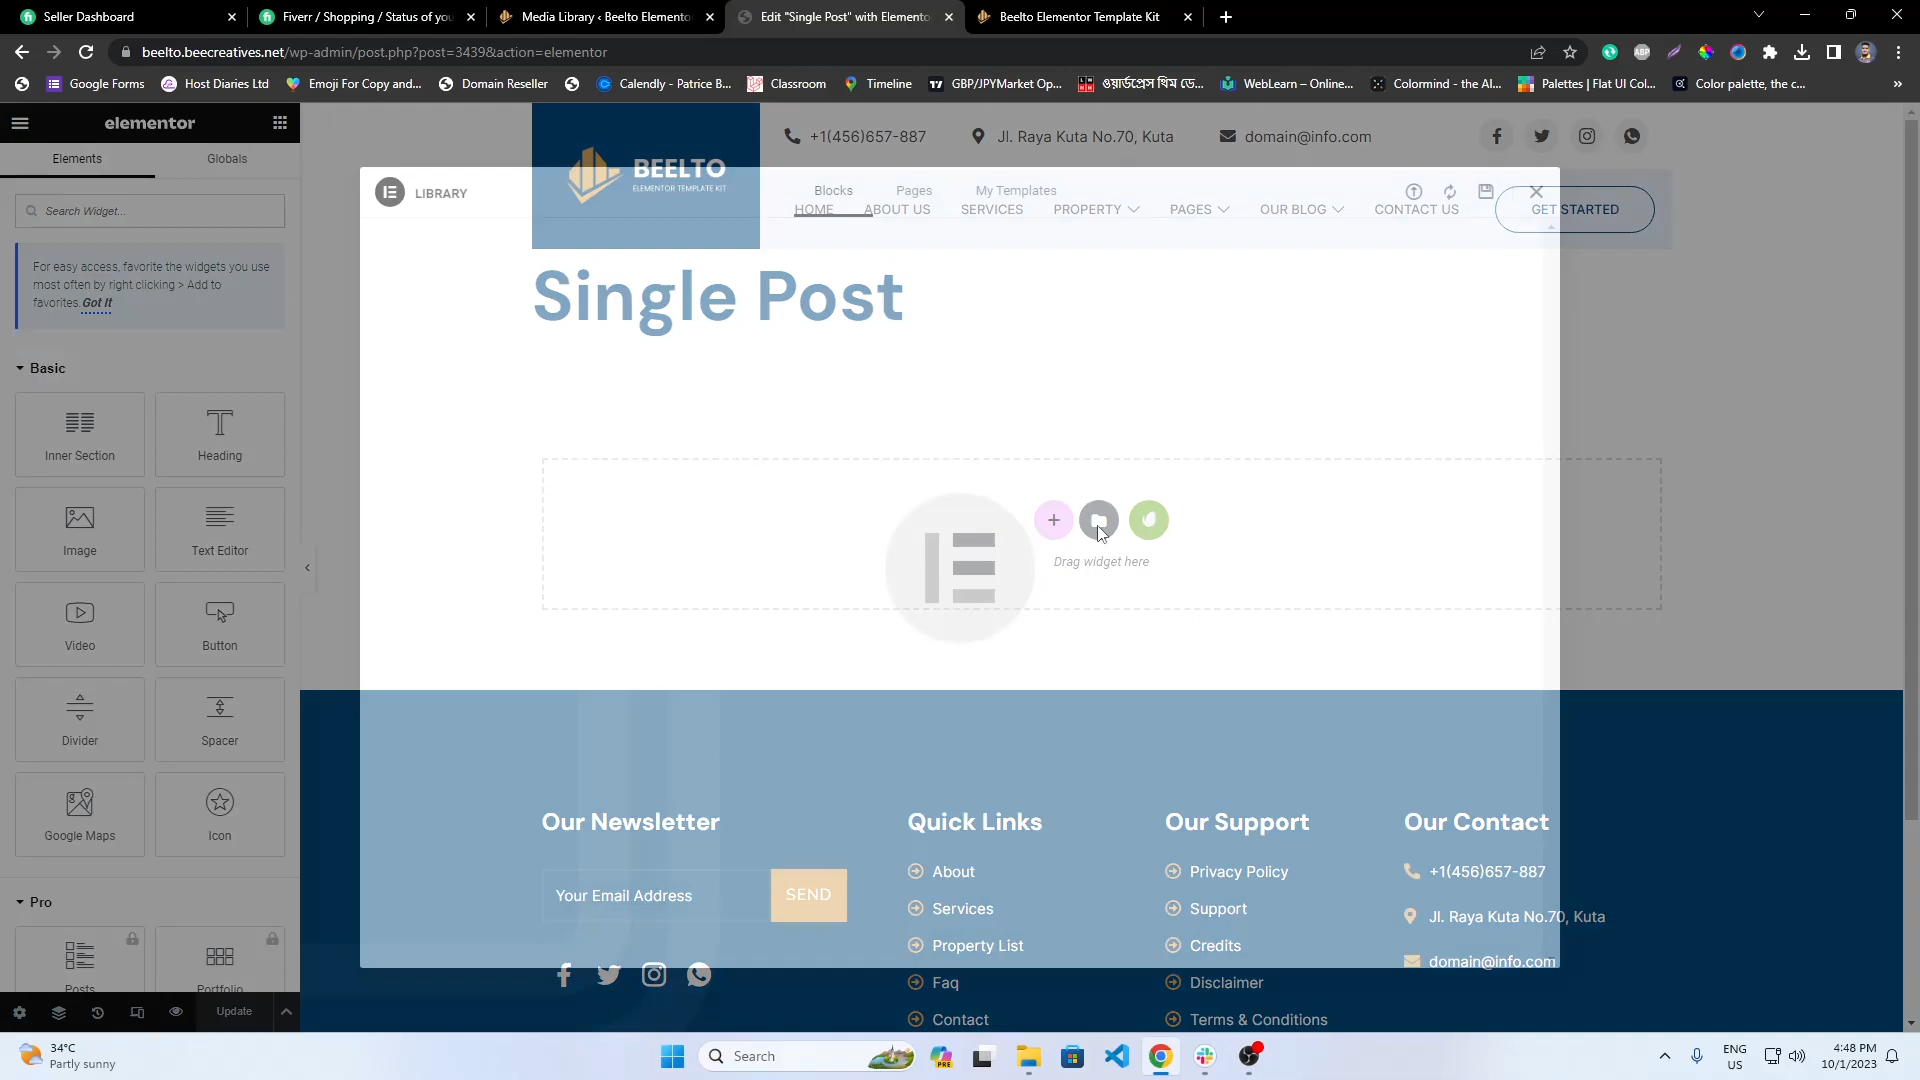 Seller Dashboard
Fiverr / Shopping / Status of you
Media Library ‹ Beelto Elemento
Edit "Single Post" with Elemento
Beelto Elementor Template Kit
beelto.beecreatives.net/wp-admin/post.php?post=3439&action=elementor
Google Forms
Host Diaries Ltd
Emoji For Copy and...
Domain Reseller
Calendly - Patrice B...
Classroom
Timeline
GBP/JPYMarket Op...
ওয়ার্ডপ্রেস থিম ডে...
WebLearn – Online...
Colormind - the AI...
Palettes | Flat UI Col...
Color palette, the c...
elementor
Elements
Globals
Search Widget...
For easy access, favorite the widgets you use
most often by right clicking > Add to
favorites. Got It
Basic
Inner Section
Heading
Image
Text Editor
Video
Button
Divider
Spacer
Google Maps
Icon
Pro
Posts
Portfolio
Update
+1(456)657-887
Jl. Raya Kuta No.70, Kuta
domain@info.com
BEELTO
ELEMENTOR TEMPLATE KIT
LIBRARY
Blocks
Pages
My Templates
HOME
ABOUT US
SERVICES
PROPERTY
PAGES
OUR BLOG
CONTACT US
GET STARTED
Single Post
Drag widget here
Our Newsletter
Your Email Address
SEND
Quick Links
About
Services
Property List
Faq
Contact
Our Support
Privacy Policy
Support
Credits
Disclaimer
Terms & Conditions
Our Contact
+1(456)657-887
Jl. Raya Kuta No.70, Kuta
domain@info.com
34°C
Partly sunny
Search
PRE
ENG
US
4:48 PM
10/1/2023